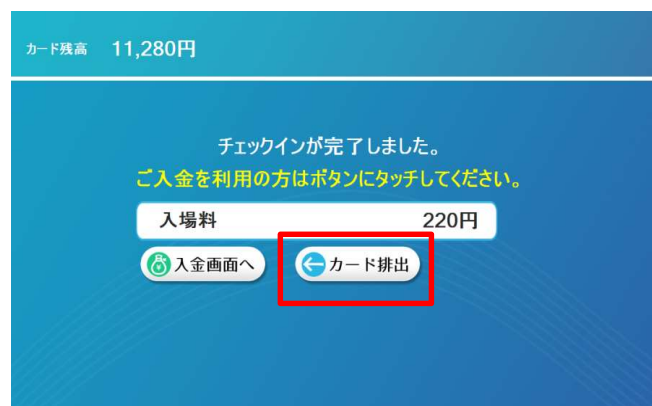 カード残高 11,280円
チェックインが完了しました。
ご入金を利用の方はボタンにタッチしてください。
入場料 220円
入金画面へ カード排出